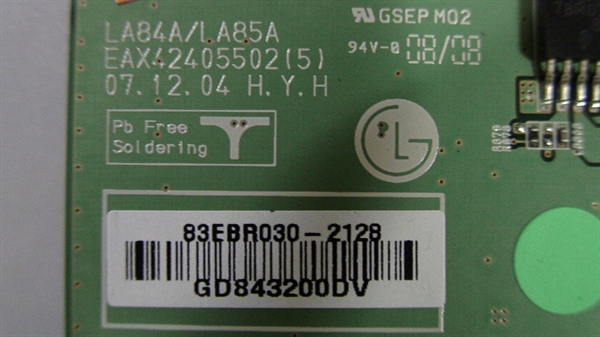 LA84A/LA85A
EAX42405502(5)
07.12.04 H.Y.H
GSEP M02
94V-0 08/08
Pb Free
Soldering
LG
83EBR030-2128
GD843200DV